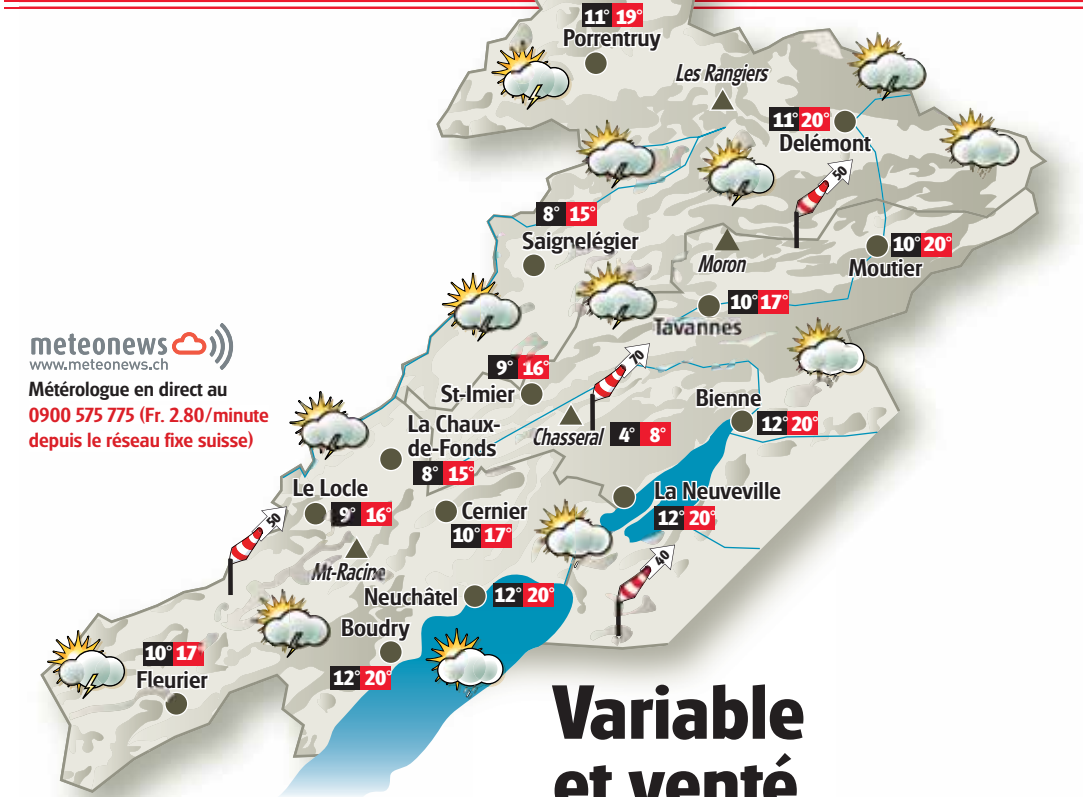 11° 19°
Porrentruy
Les Rangiers
11° 20°
Delémont
50
8° 15°
Saignelégier
Moron
10° 20°
Moutier
10° 17°
Tavannes
meteonews
www.meteonews.ch
Métérologue en direct au
0900 575 775 (Fr. 2.80/minute
depuis le réseau fixe suisse)
9° 16°
St-Imier
70
Chasseral 4° 8°
Bienne
12° 20°
La Chaux-
de-Fonds
8° 15°
Le Locle
9° 16°
50
Mt-Racine
Cernier
10° 17°
La Neuveville
12° 20°
40
Neuchâtel 12° 20°
Boudry
12° 20°
10° 17°
Fleurier
Variable
et venté